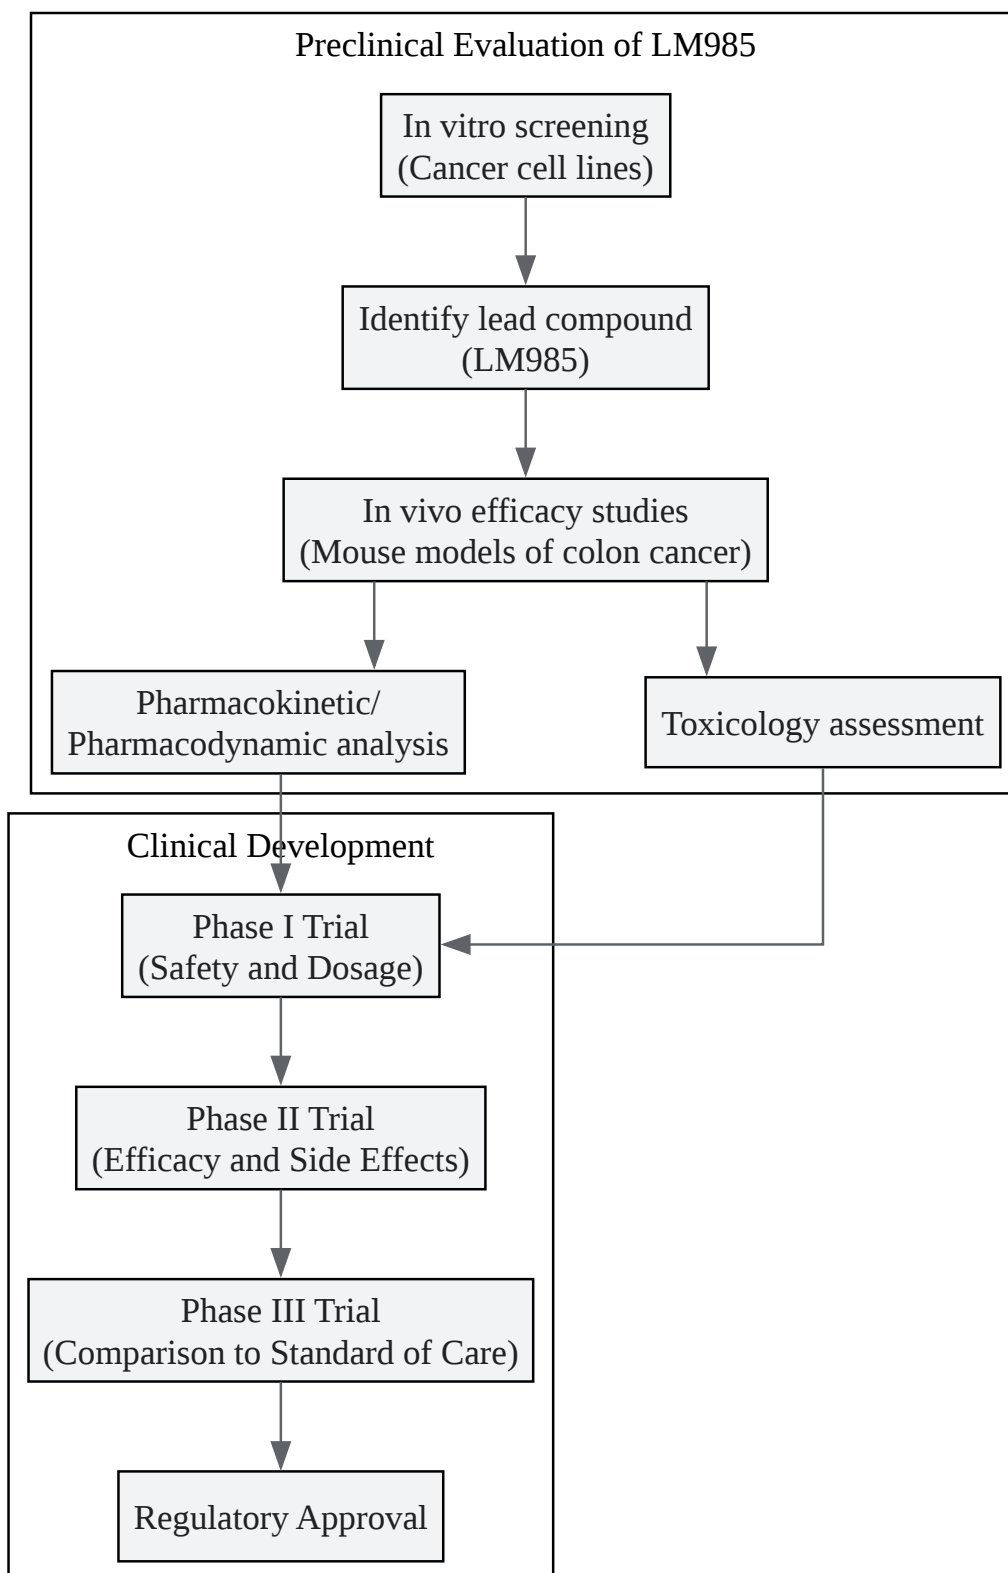 Preclinical Evaluation of LM985
In vitro screening
(Cancer cell lines)
Identify lead compound
(LM985)
In vivo efficacy studies
(Mouse models of colon cancer)
Pharmacokinetic/
Pharmacodynamic analysis
Toxicology assessment
Clinical Development
Phase I Trial
(Safety and Dosage)
Phase II Trial
(Efficacy and Side Effects)
Phase III Trial
(Comparison to Standard of Care)
Regulatory Approval